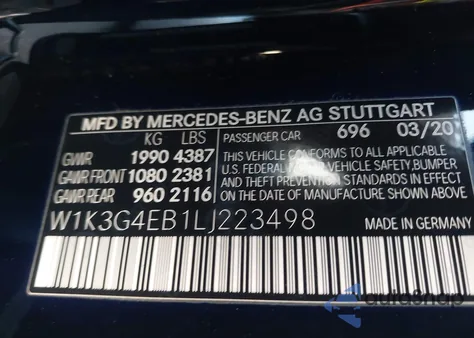 MFD BY MERCEDES-BENZ AG STUTTGART
KG LBS
PASSENGER CAR 696 03/20
GWR 1990 4387
GAWR FRONT 1080 2381
GAWR REAR 960 2116
THIS VEHICLE CONFORMS TO ALL
APPLICABLE U.S. FEDERAL
MOTOR VEHICLE SAFETY, BUMPER
AND THEFT PREVENTION
STANDARDS IN EFFECT ON THE
DATE OF MANUFACTURE SHOWN ABOVE
W1K3G4EB1LJ223498
MADE IN GERMANY
autoSnap